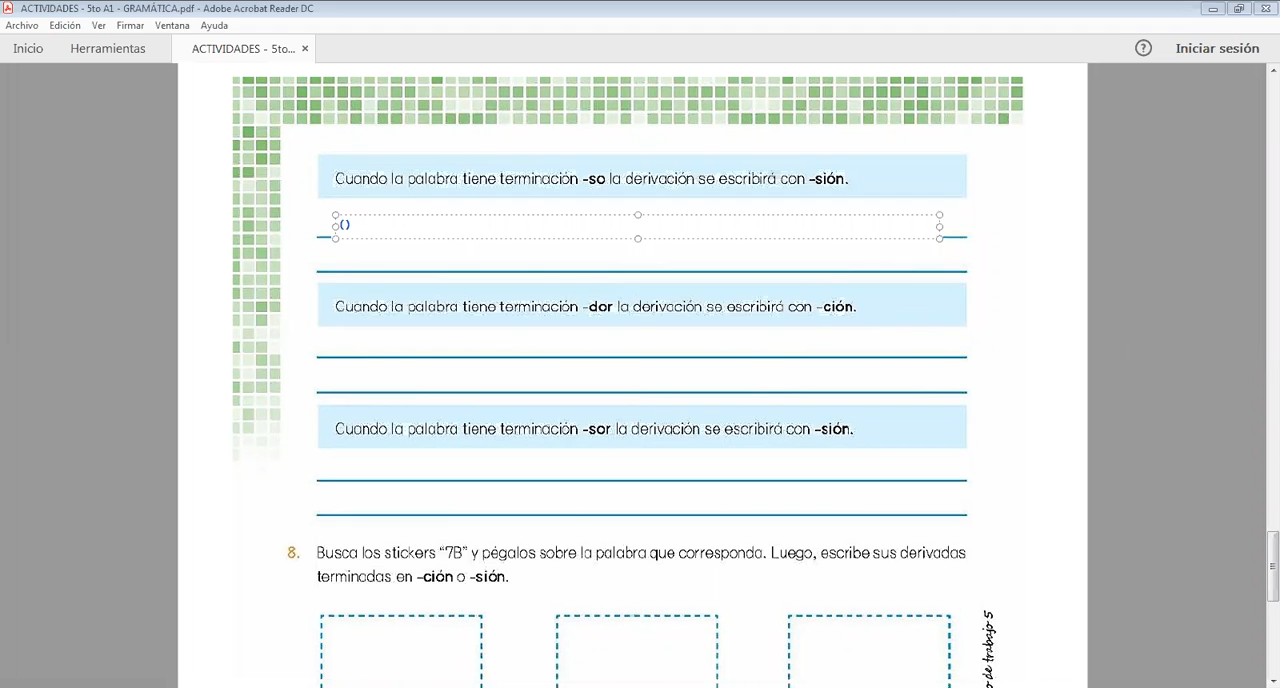 ACTIVIDADES - 5to A1 - GRAMÁTICA.pdf - Adobe Acrobat Reader DC
Archivo Edición Ver Firmar Ventana Ayuda
Inicio Herramientas ACTIVIDADES - 5to... × ? Iniciar sesión
Cuando la palabra tiene terminación -so la derivación se escribirá con -sión.
()
Cuando la palabra tiene terminación -dor la derivación se escribirá con -ción.
Cuando la palabra tiene terminación -sor la derivación se escribirá con -sión.
8. Busca los stickers “7B” y pégalos sobre la palabra que corresponda. Luego, escribe sus derivadas
terminadas en -ción o -sión.
o de trabajo 5